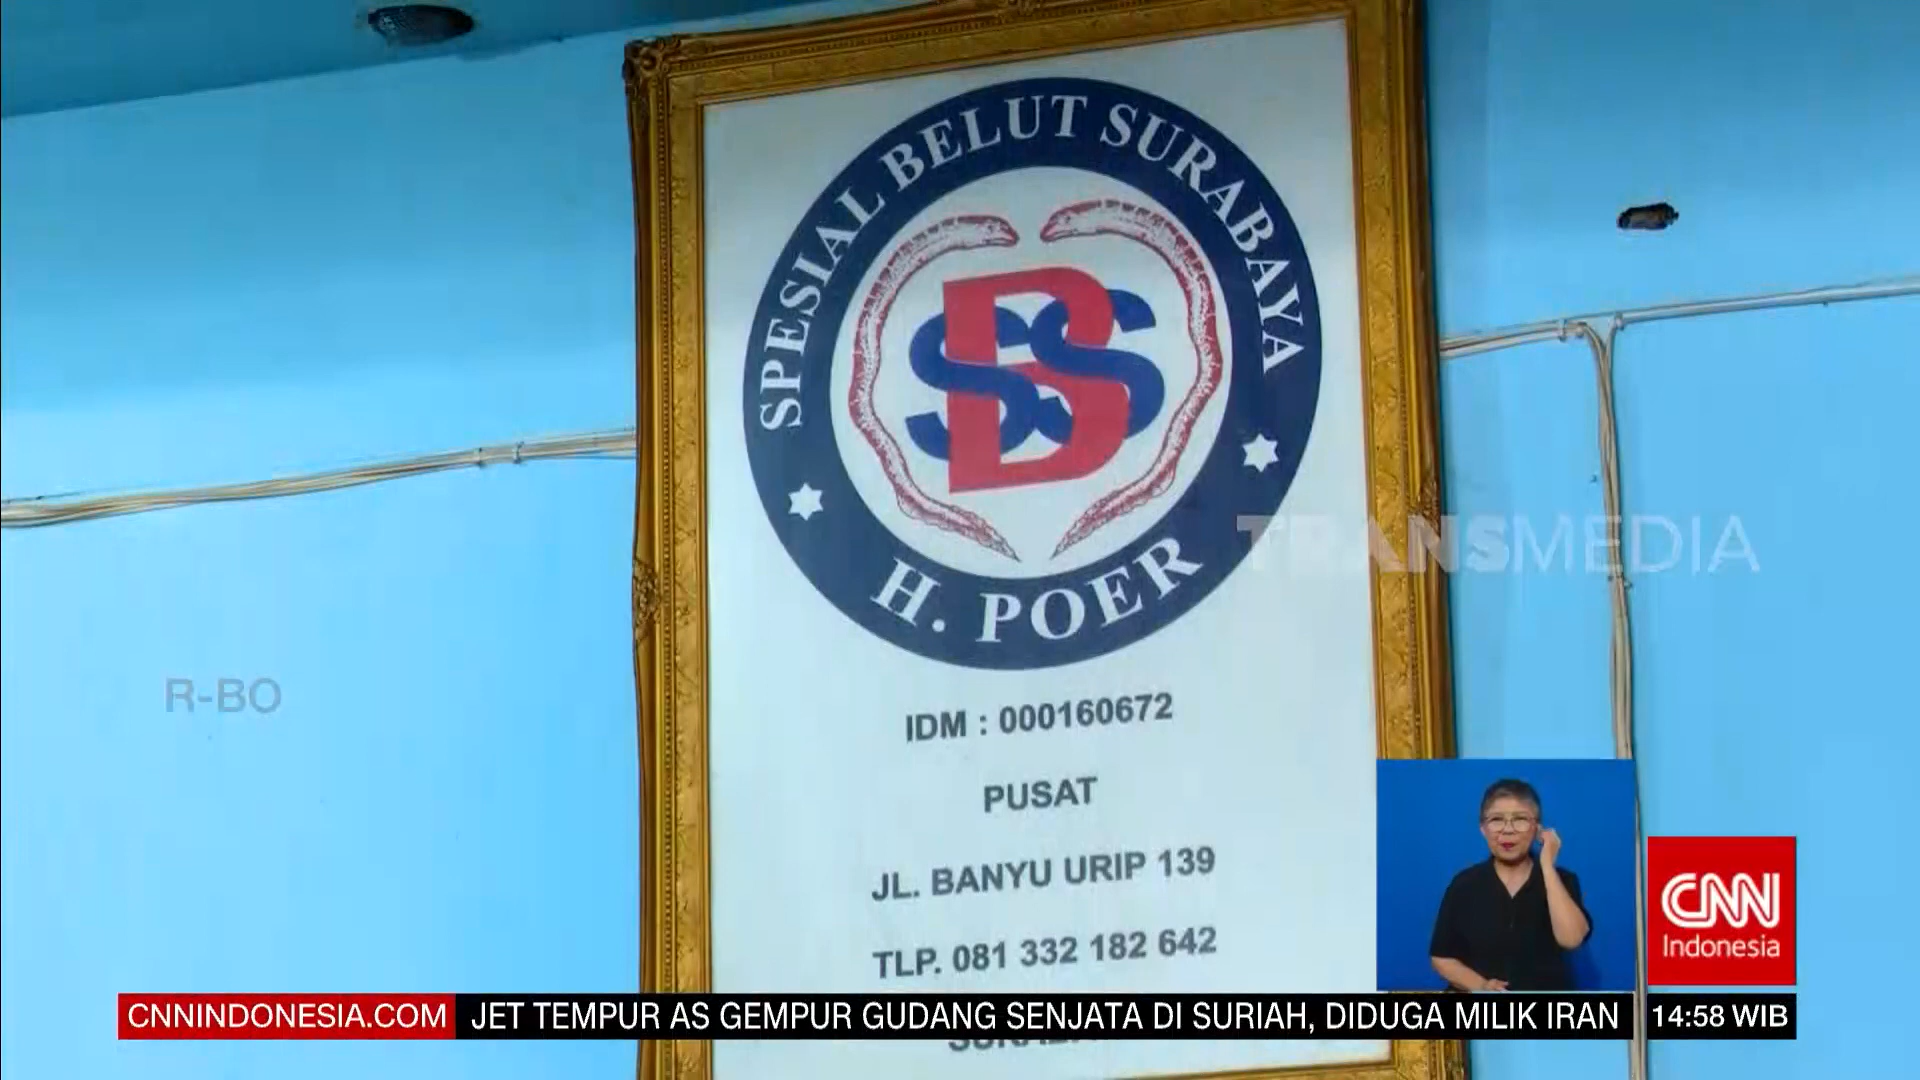 SPESIAL BELUT SURABAYA
SBS
H. POER
TRANSMEDIA
R-BO
IDM : 000160672
PUSAT
JL. BANYU URIP 139
TLP. 081 332 182 642
CNN
Indonesia
CNNINDONESIA.COM
JET TEMPUR AS GEMPUR GUDANG SENJATA DI SURIAH, DIDUGA MILIK IRAN
14:58 WIB